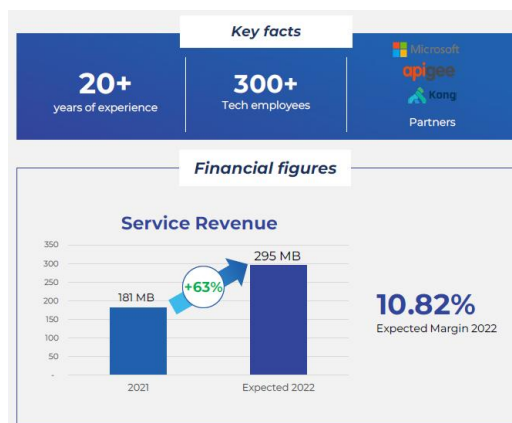 Key facts
20+
years of experience
300+
Tech employees
Microsoft
apigee
Kong
Partners
Financial figures
Service Revenue
350
300
250
200
150
100
50
-
181 MB
+63%
295 MB
2021
Expected 2022
10.82%
Expected Margin 2022